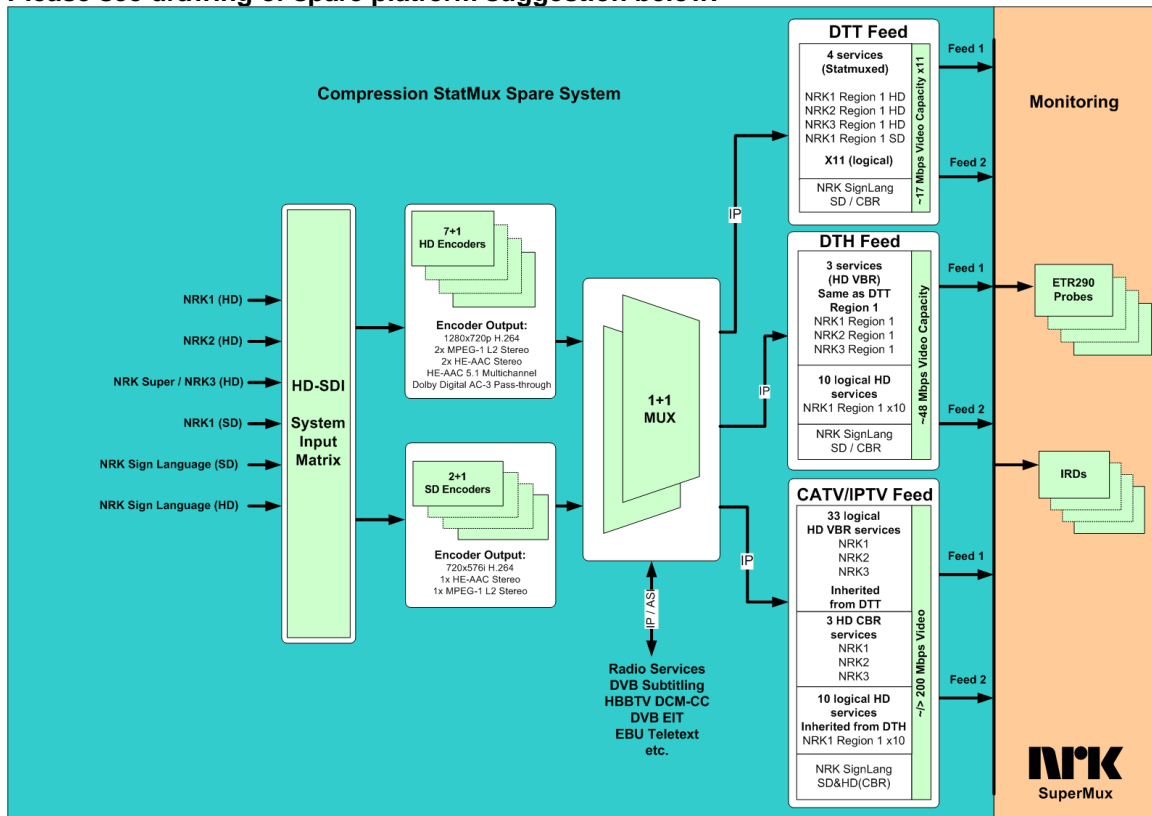 Please see drawing of spare platform suggestion below:
Compression StatMux Spare System
NRK1 (HD)
NRK2 (HD)
NRK Super / NRK3 (HD)
NRK1 (SD)
NRK Sign Language (SD)
NRK Sign Language (HD)
HD-SDI
System
Input
Matrix
7+1
HD Encoders
Encoder Output:
1280x720p H.264
2x MPEG-1 L2 Stereo
2x HE-AAC Stereo
HE-AAC 5.1 Multichannel
Dolby Digital AC-3 Pass-through
2+1
SD Encoders
Encoder Output:
720x576i H.264
1x HE-AAC Stereo
1x MPEG-1 L2 Stereo
1+1
MUX
IP / ASI
Radio Services
DVB Subtitling
HBBTV DCM-CC
DVB EIT
EBU Teletext
etc.
IP
IP
IP
DTT Feed
4 services
(Statmuxed)
NRK1 Region 1 HD
NRK2 Region 1 HD
NRK3 Region 1 HD
NRK1 Region 1 SD
X11 (logical)
NRK SignLang
SD / CBR
~17 Mbps Video Capacity x11
Feed 1
Feed 2
DTH Feed
3 services
(HD VBR)
Same as DTT
Region 1
NRK1 Region 1
NRK2 Region 1
NRK3 Region 1
10 logical HD
services
NRK1 Region 1 x10
NRK SignLang
SD / CBR
~48 Mbps Video Capacity
Feed 1
Feed 2
CATV/IPTV Feed
33 logical
HD VBR services
NRK1
NRK2
NRK3
Inherited
from DTT
3 HD CBR
services
NRK1
NRK2
NRK3
10 logical HD
services
Inherited from DTH
NRK1 Region 1 x10
NRK SignLang
SD&HD(CBR)
~/> 200 Mbps Video
Feed 1
Feed 2
Monitoring
ETR290
Probes
IRDs
NRK
SuperMux